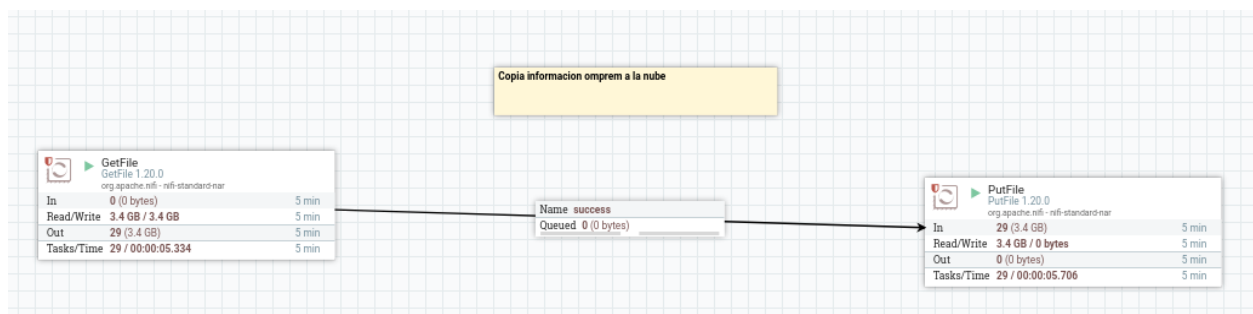 Copia informacion omprem a la nube
GetFile
GetFile 1.20.0
org.apache.nifi - nifi-standard-nar
In 0 (0 bytes) 5 min
Read/Write 3.4 GB / 3.4 GB 5 min
Out 29 (3.4 GB) 5 min
Tasks/Time 29 / 00:00:05.334 5 min
Name success
Queued 0 (0 bytes)
PutFile
PutFile 1.20.0
org.apache.nifi - nifi-standard-nar
In 29 (3.4 GB) 5 min
Read/Write 3.4 GB / 0 bytes 5 min
Out 0 (0 bytes) 5 min
Tasks/Time 29 / 00:00:05.706 5 min